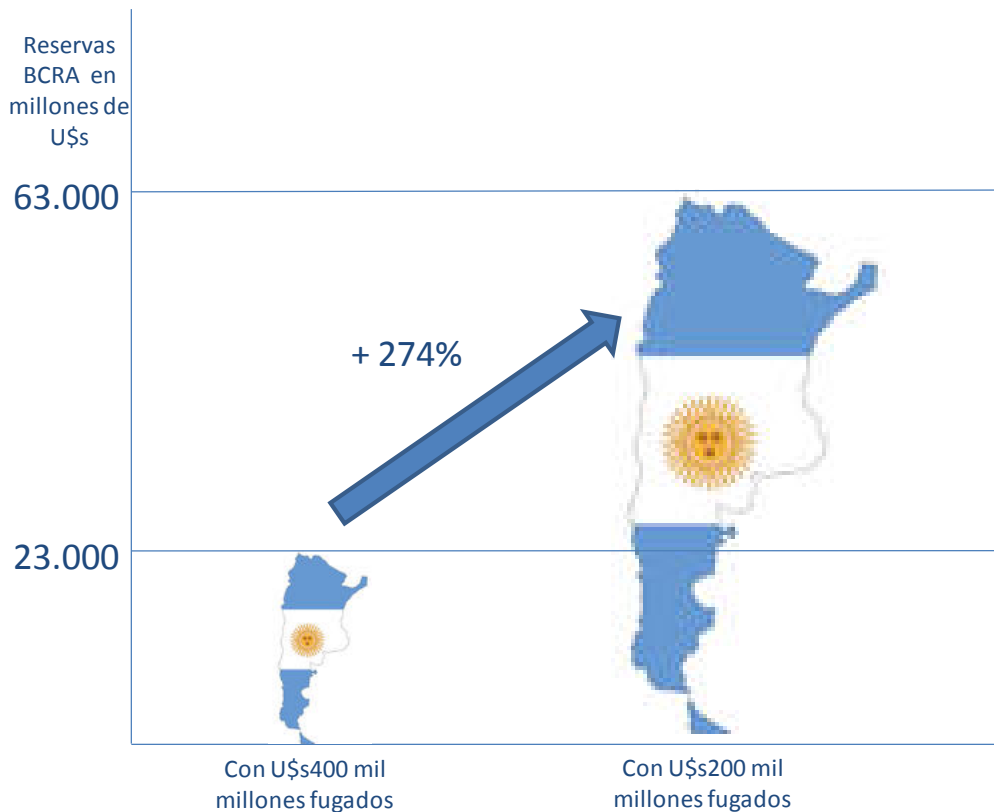 Reservas
BCRA en
millones de
U$s
63.000
+ 274%
23.000
Con U$s400 mil
millones fugados
Con U$s200 mil
millones fugados